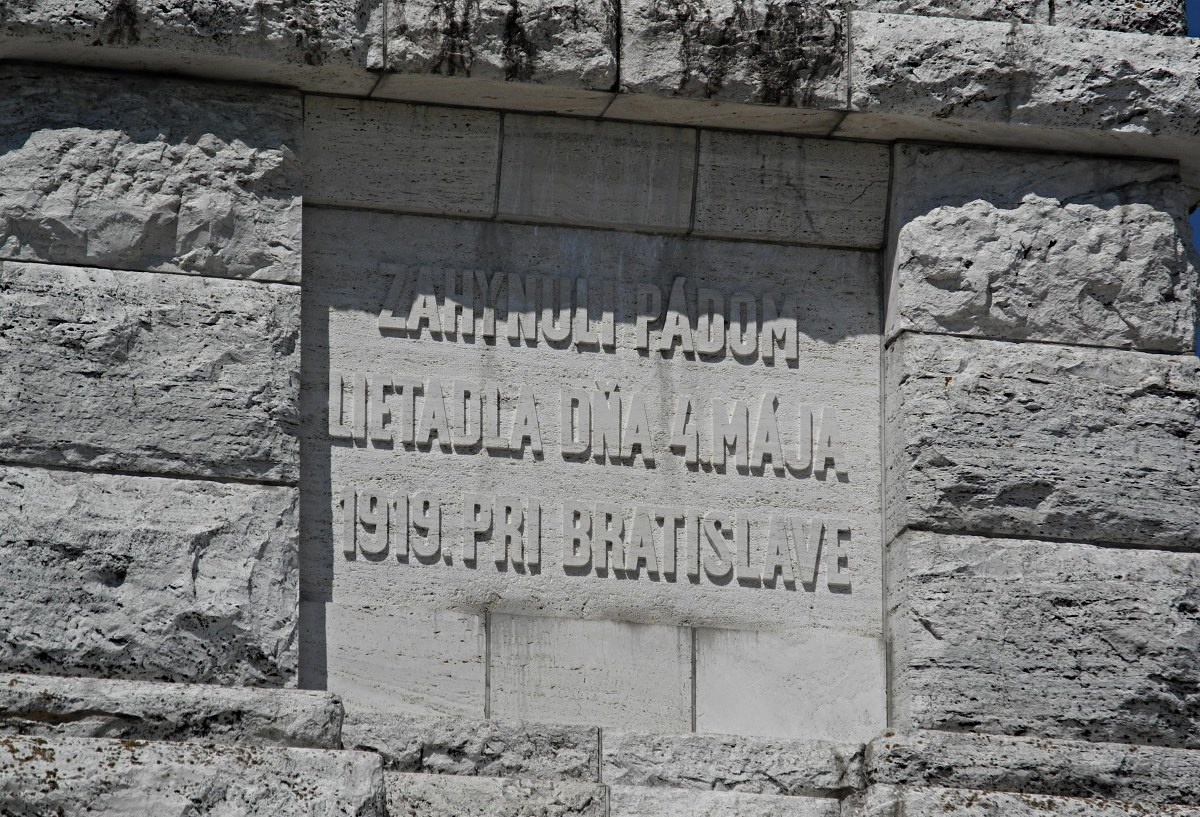 ZAHYNULI PÁDOM
LIETADLA DŇA 4. MÁJA
1919. PRI BRATISLAVE